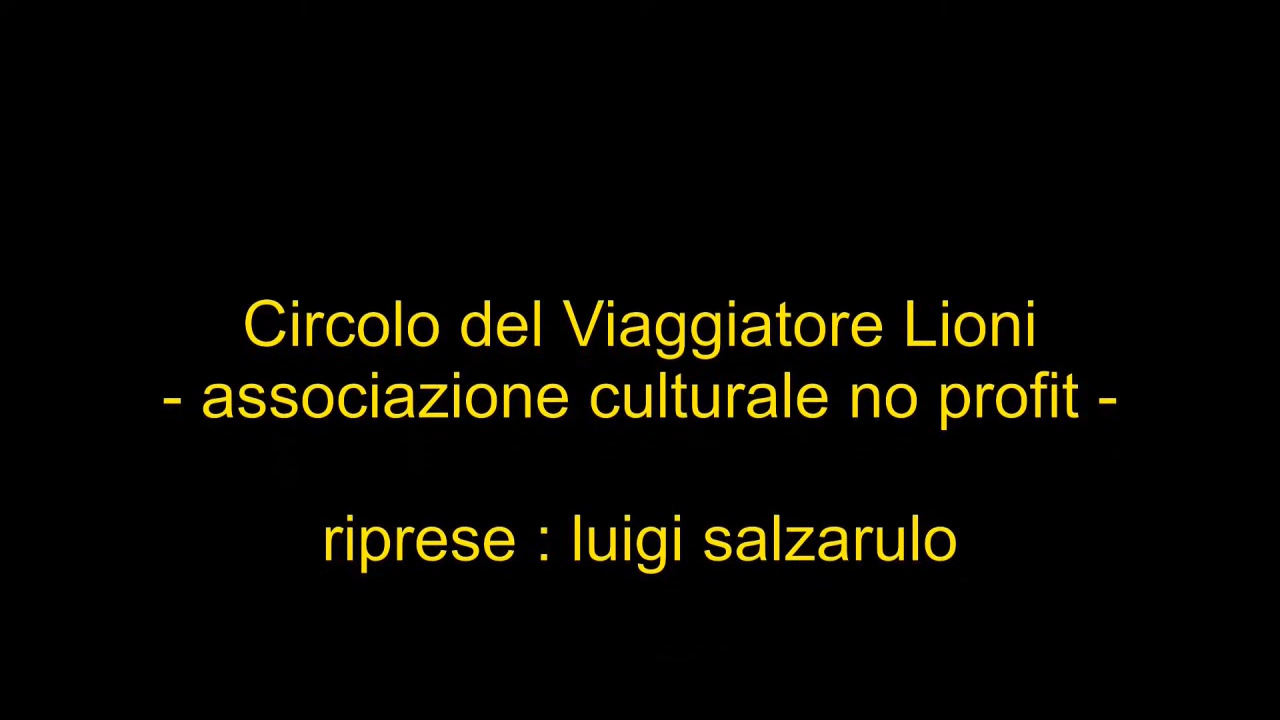 Circolo del Viaggiatore Lioni
- associazione culturale no profit -
riprese : luigi salzarulo